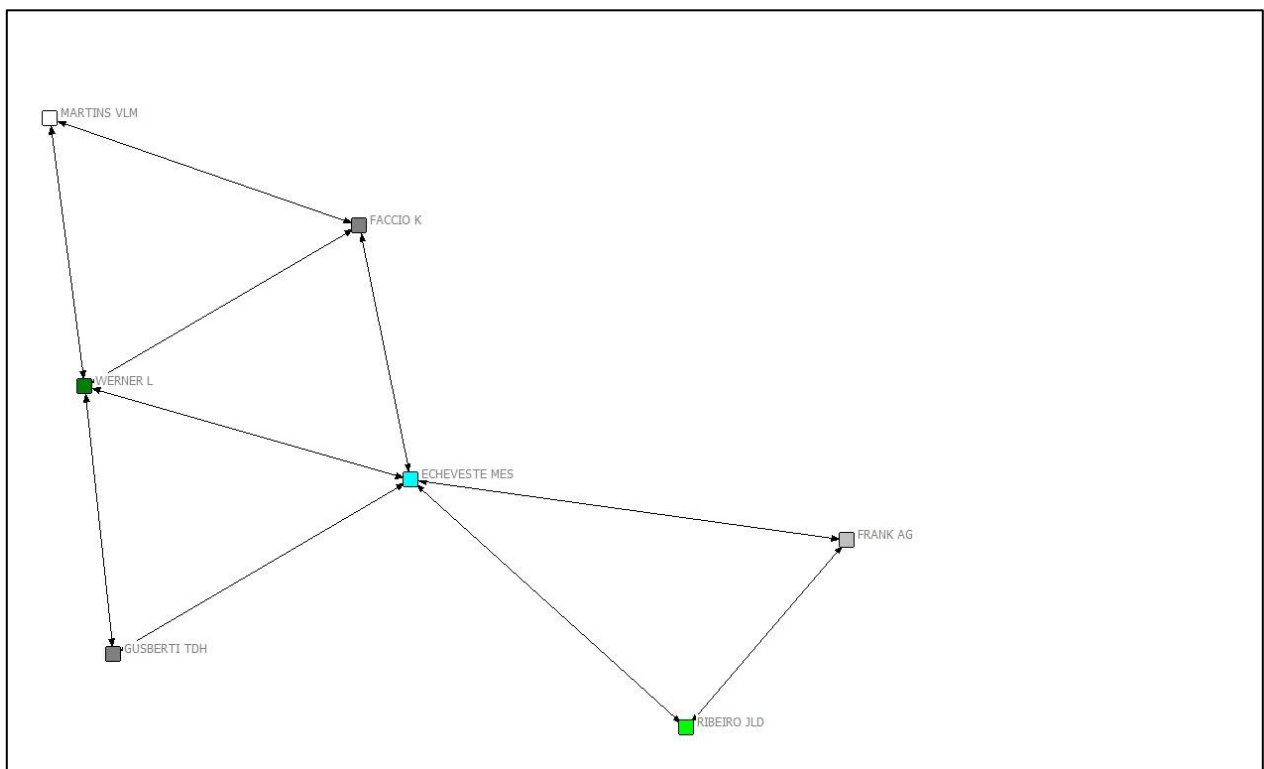 MARTINS VLM
FACCIO K
WERNER L
ECHEVESTE MES
FRANK AG
GUSBERTI TDH
RIBEIRO JLD